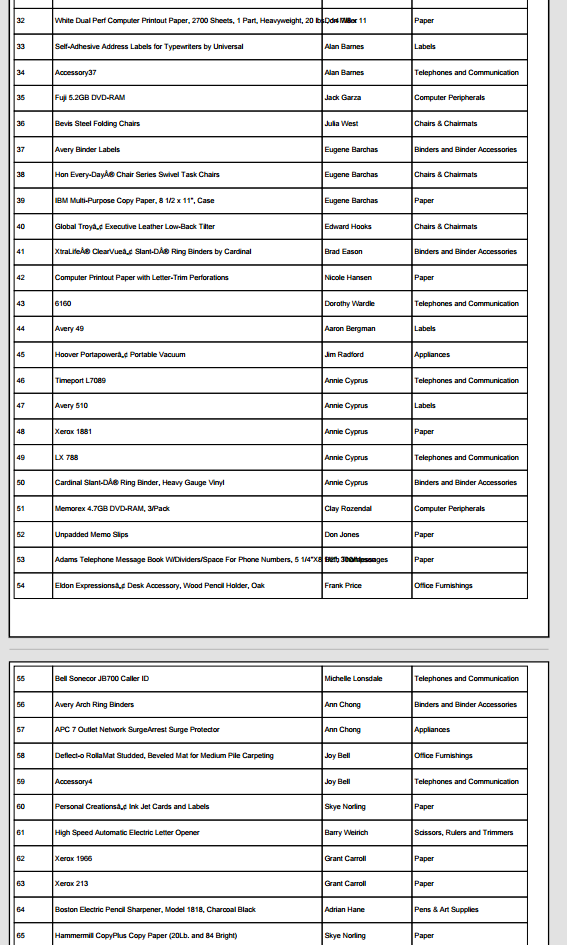 32 White Dual Perf Computer Printout Paper, 2700 Sheets, 1 Part, Heavyweight, 20 lbs., 14 7/8 x 11 Don Miller Paper
33 Self-Adhesive Address Labels for Typewriters by Universal Alan Barnes Labels
34 Accessory37 Alan Barnes Telephones and Communication
35 Fuji 5.2GB DVD-RAM Jack Garza Computer Peripherals
36 Bevis Steel Folding Chairs Julia West Chairs & Chairmats
37 Avery Binder Labels Eugene Barchas Binders and Binder Accessories
38 Hon Every-DayÂ® Chair Series Swivel Task Chairs Eugene Barchas Chairs & Chairmats
39 IBM Multi-Purpose Copy Paper, 8 1/2 x 11", Case Eugene Barchas Paper
40 Global Troyâ„¢ Executive Leather Low-Back Tilter Edward Hooks Chairs & Chairmats
41 XtraLifeÂ® ClearVueâ„¢ Slant-DÂ® Ring Binders by Cardinal Brad Eason Binders and Binder Accessories
42 Computer Printout Paper with Letter-Trim Perforations Nicole Hansen Paper
43 6160 Dorothy Wardle Telephones and Communication
44 Avery 49 Aaron Bergman Labels
45 Hoover Portapowerâ„¢ Portable Vacuum Jim Radford Appliances
46 Timeport L7089 Annie Cyprus Telephones and Communication
47 Avery 510 Annie Cyprus Labels
48 Xerox 1881 Annie Cyprus Paper
49 LX 788 Annie Cyprus Telephones and Communication
50 Cardinal Slant-DÂ® Ring Binder, Heavy Gauge Vinyl Annie Cyprus Binders and Binder Accessories
51 Memorex 4.7GB DVD-RAM, 3/Pack Clay Rozendal Computer Peripherals
52 Unpadded Memo Slips Don Jones Paper
53 Adams Telephone Message Book W/Dividers/Space For Phone Numbers, 5 1/4"X8 Messages Paper
54 Eldon Expressionsâ„¢ Desk Accessory, Wood Pencil Holder, Oak Frank Price Office Furnishings
55 Bell Sonecor JB700 Caller ID Michelle Lonsdale Telephones and Communication
56 Avery Arch Ring Binders Ann Chong Binders and Binder Accessories
57 APC 7 Outlet Network SurgeArrest Surge Protector Ann Chong Appliances
58 Deflect-o RollaMat Studded, Beveled Mat for Medium Pile Carpeting Joy Bell Office Furnishings
59 Accessory4 Joy Bell Telephones and Communication
60 Personal Creationsâ„¢ Ink Jet Cards and Labels Skye Norling Paper
61 High Speed Automatic Electric Letter Opener Barry Weirich Scissors, Rulers and Trimmers
62 Xerox 1966 Grant Carroll Paper
63 Xerox 213 Grant Carroll Paper
64 Boston Electric Pencil Sharpener, Model 1818, Charcoal Black Adrian Hane Pens & Art Supplies
65 Hammermill CopyPlus Copy Paper (20Lb. and 84 Bright) Skye Norling Paper